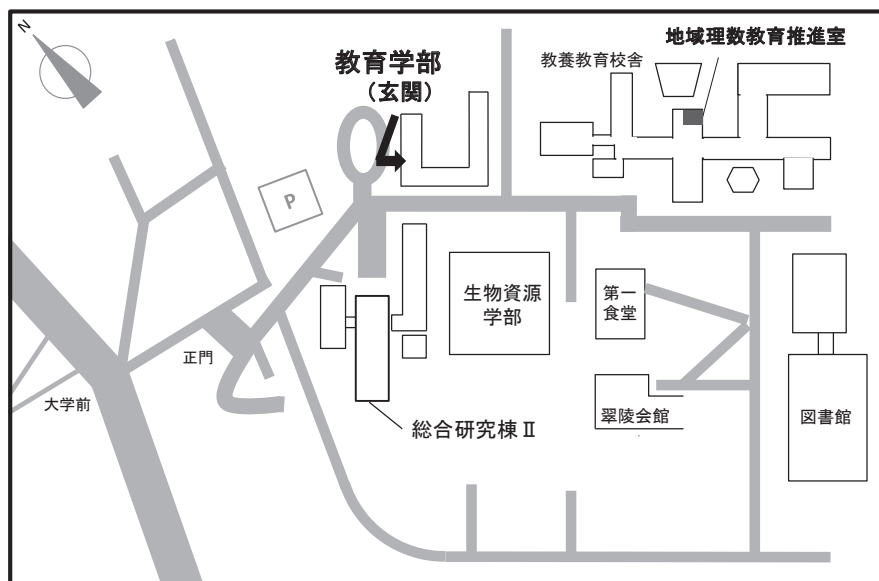 N
地域理数教育推進室
教育学部
（玄関）
教養教育校舎
P
生物資源
学部
第一
食堂
正門
大学前
翠陵会館
図書館
総合研究棟Ⅱ